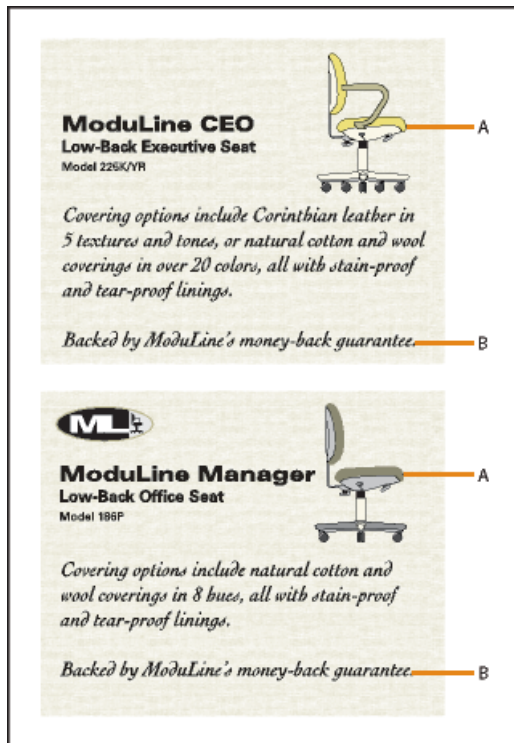 ModuLine CEO
Low-Back Executive Seat
Model 225K/YR
A
Covering options include Corinthian leather in
5 textures and tones, or natural cotton and wool
coverings in over 20 colors, all with stain-proof
and tear-proof linings.
Backed by ModuLine's money-back guarantee.
B
ML
ModuLine Manager
Low-Back Office Seat
Model 186P
A
Covering options include natural cotton and
wool coverings in 8 hues, all with stain-proof
and tear-proof linings.
Backed by ModuLine's money-back guarantee.
B